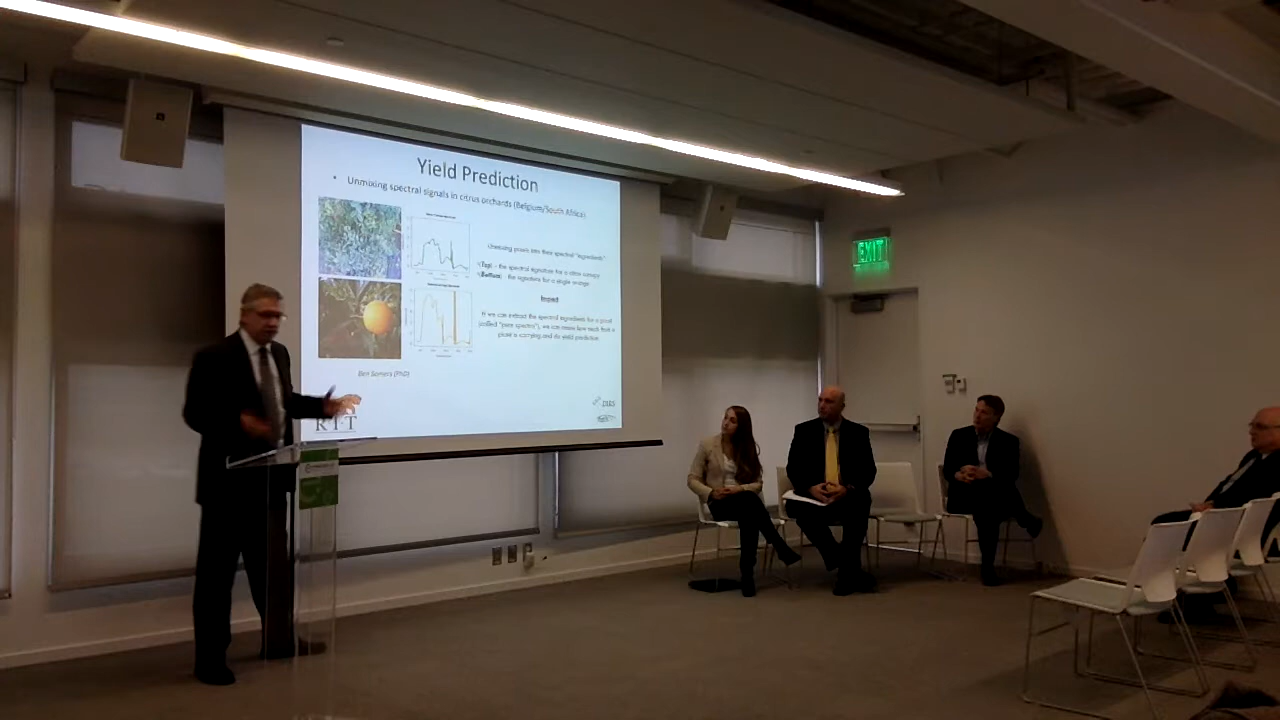 Yield Prediction
• Unmixing spectral signals in citrus orchards (Belgium/South Africa)
Unmixing pixels into their spectral "ingredients"
(Top) - the spectral signature for a citrus canopy
(Bottom) - the signature for a single orange
Impact
If we can extract the spectral ingredients for a pixel
(called "pure spectra"), we can assess how much fruit a
plant is carrying and do yield prediction
Ben Somers (PhD)
DIRS
R·I·T
EXIT